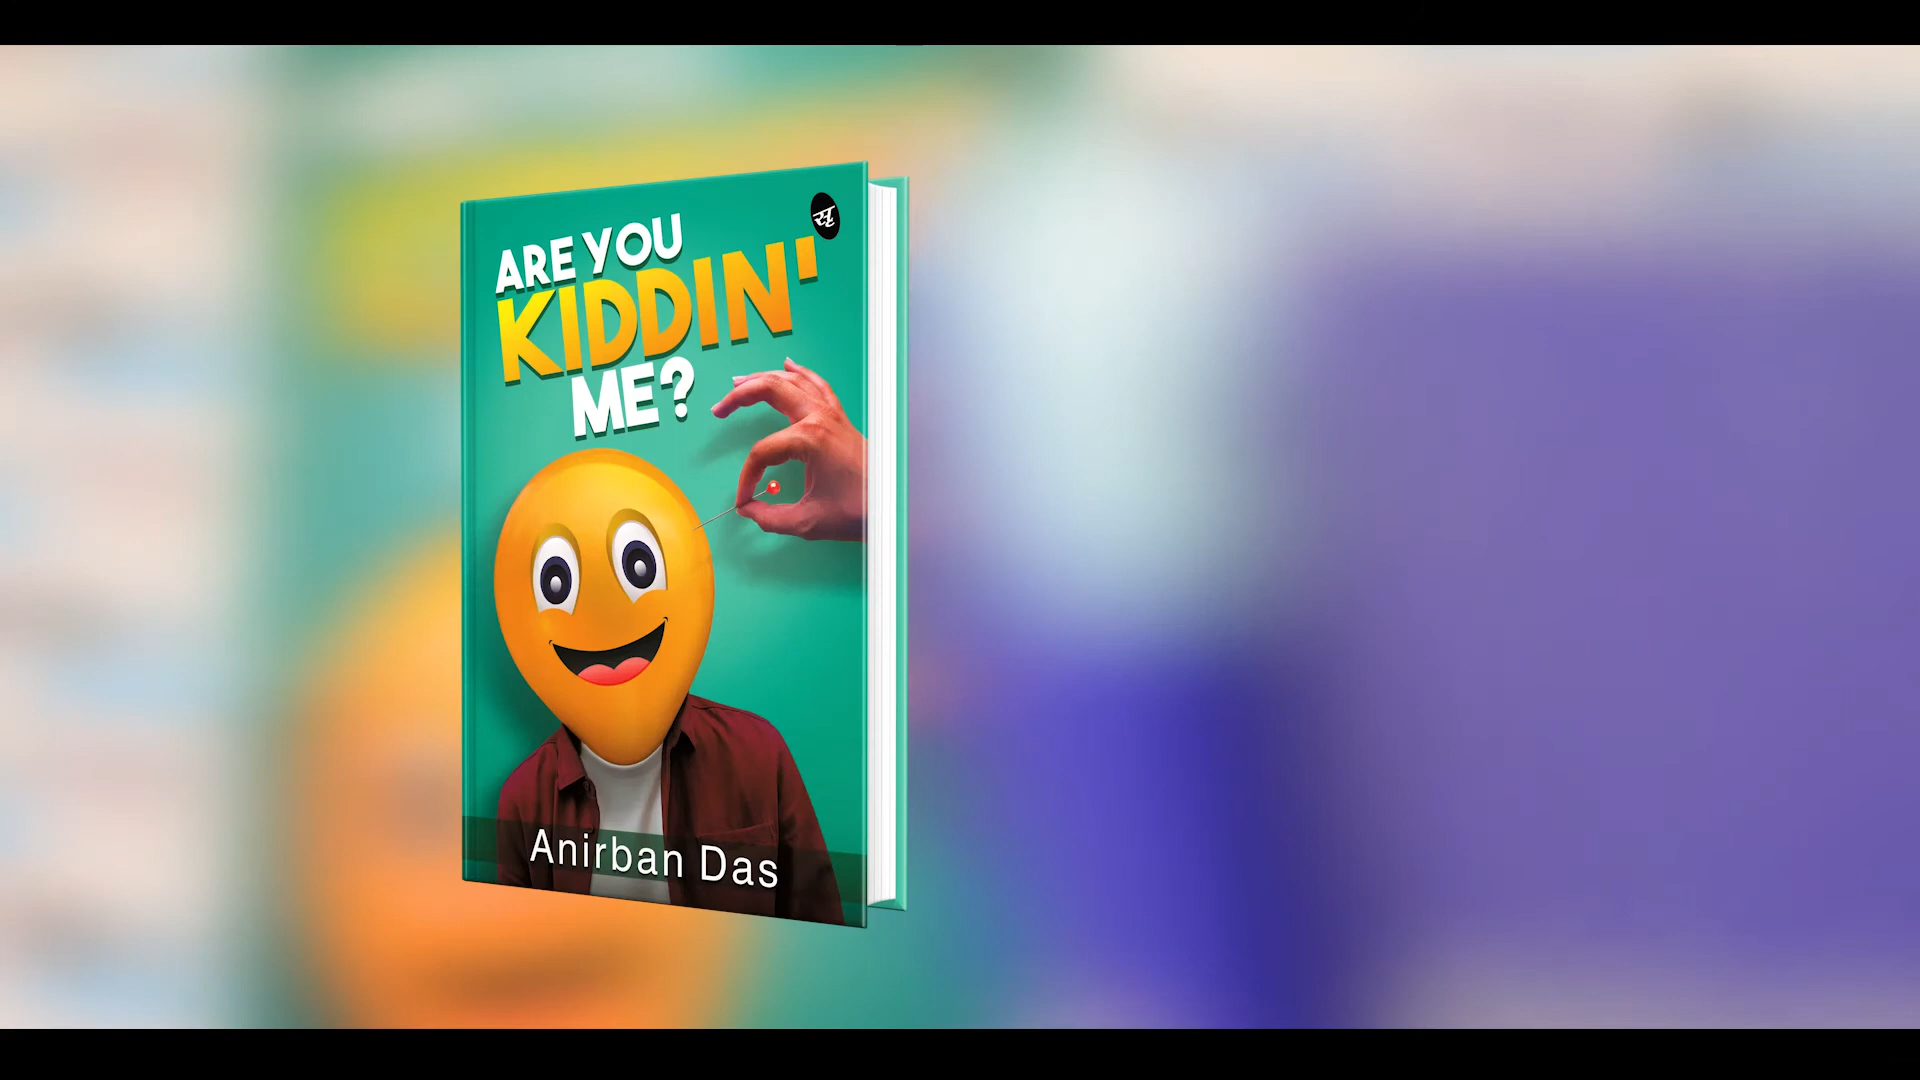 सृ
ARE YOU
KIDDIN'
ME?
Anirban Das